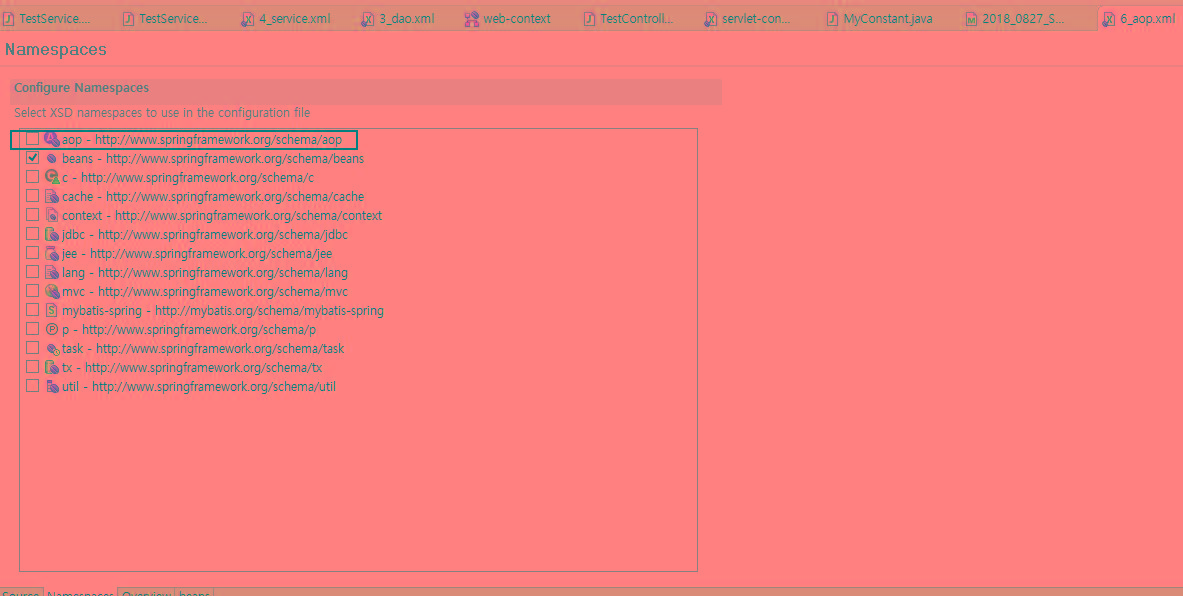 TestService.... TestService... 4_service.xml 3_dao.xml web-context TestControll... servlet-con... MyConstant.java 2018_0827_S... 6_aop.xml
Namespaces
Configure Namespaces
Select XSD namespaces to use in the configuration file
aop - http://www.springframework.org/schema/aop
beans - http://www.springframework.org/schema/beans
c - http://www.springframework.org/schema/c
cache - http://www.springframework.org/schema/cache
context - http://www.springframework.org/schema/context
jdbc - http://www.springframework.org/schema/jdbc
jee - http://www.springframework.org/schema/jee
lang - http://www.springframework.org/schema/lang
mvc - http://www.springframework.org/schema/mvc
mybatis-spring - http://mybatis.org/schema/mybatis-spring
p - http://www.springframework.org/schema/p
task - http://www.springframework.org/schema/task
tx - http://www.springframework.org/schema/tx
util - http://www.springframework.org/schema/util
Source Namespaces Overview beans